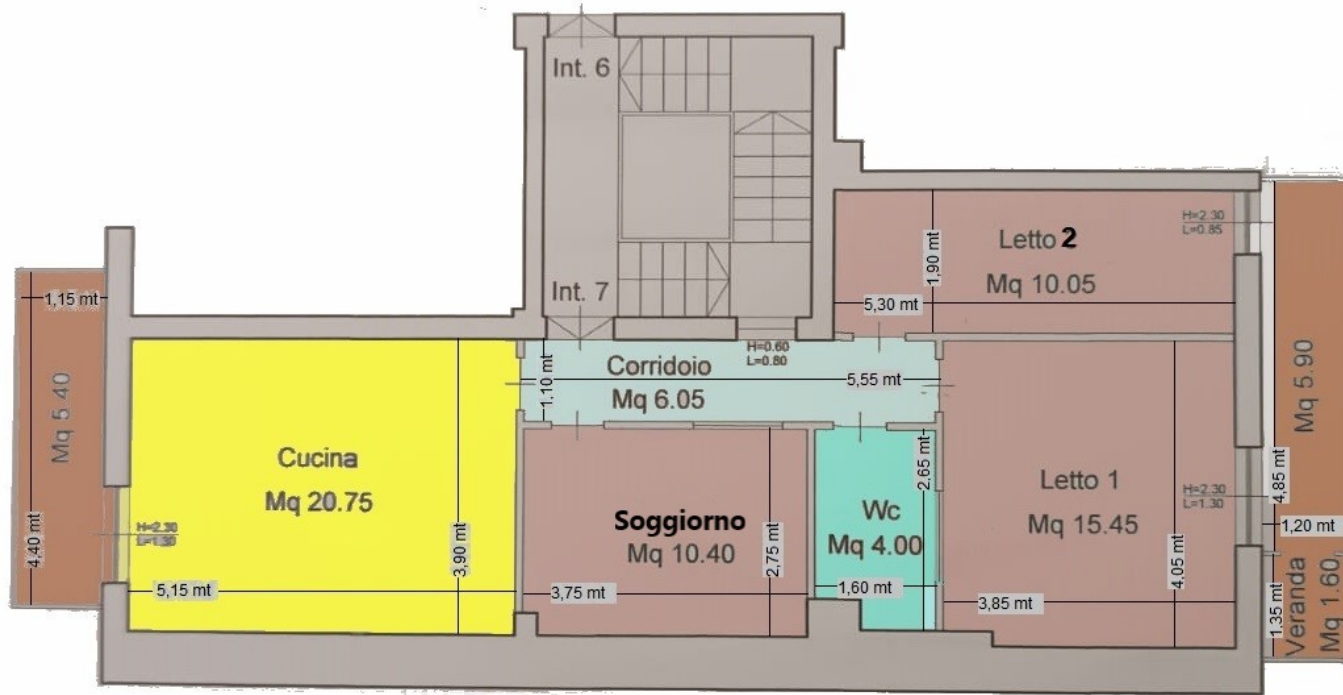 Int. 6
Int. 7
H=2.30
L=0.85
Letto 2
Mq 10.05
1,90 mt
5,30 mt
1,15 mt
Mq 5.40
4,40 mt
Cucina
Mq 20.75
H=2.30
L=1.30
5,15 mt
3,90 mt
Corridoio
Mq 6.05
1,10 mt
5,55 mt
H=0.60
L=0.80
Soggiorno
Mq 10.40
3,75 mt
2,75 mt
Wc
Mq 4.00
1,60 mt
2,65 mt
Letto 1
Mq 15.45
H=2.30
L=1.30
3,85 mt
4,05 mt
Mq 5.90
4,85 mt
1,20 mt
1,35 mt
Veranda
Mq 1.60